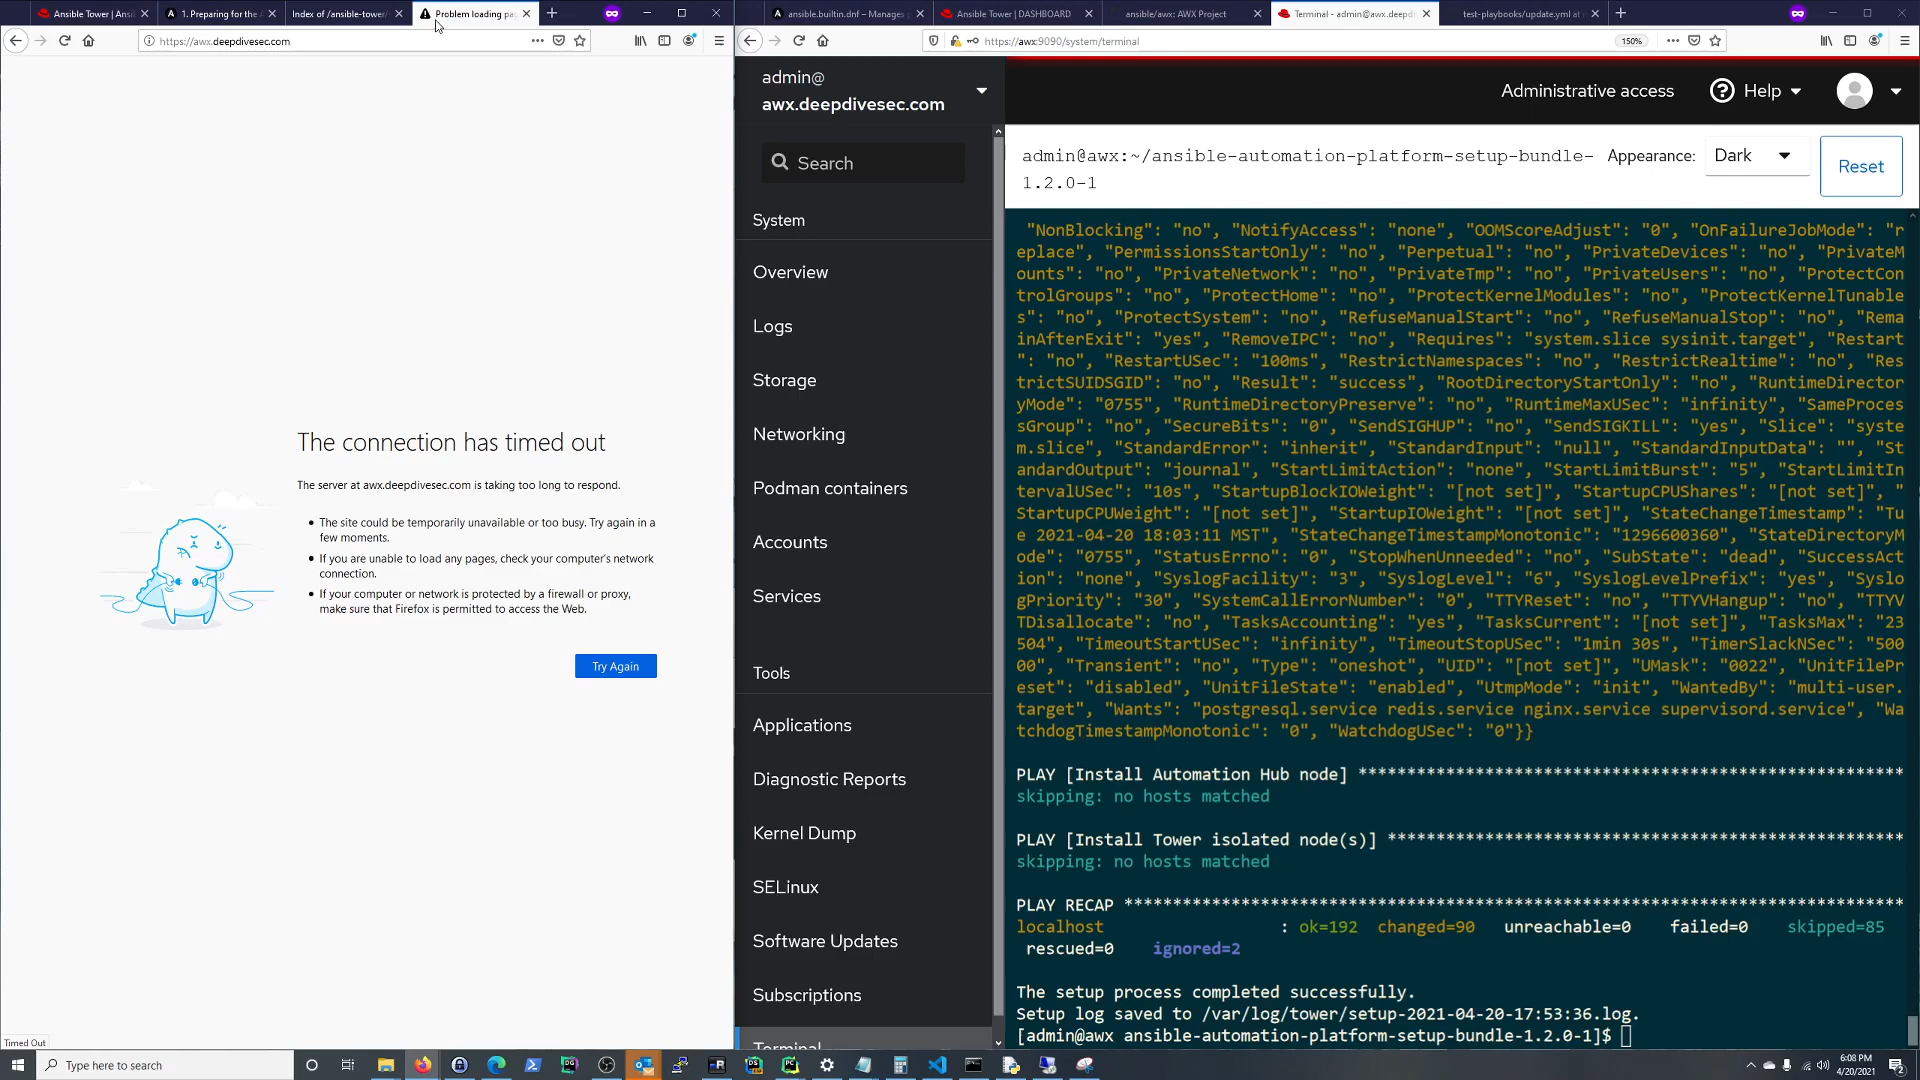 Ansible Tower | Ansi
1. Preparing for the A
Index of /ansible-tower/
Problem loading pag
https://awx.deepdivesec.com
The connection has timed out
The server at awx.deepdivesec.com is taking too long to respond.
The site could be temporarily unavailable or too busy. Try again in a
few moments.
If you are unable to load any pages, check your computer's network
connection.
If your computer or network is protected by a firewall or proxy,
make sure that Firefox is permitted to access the Web.
Try Again
Timed Out
ansible.builtin.dnf – Manages p
Ansible Tower | DASHBOARD
ansible/awx: AWX Project
Terminal - admin@awx.deepdi
test-playbooks/update.yml at m
https://awx:9090/system/terminal
150%
admin@
awx.deepdivesec.com
Search
System
Overview
Logs
Storage
Networking
Podman containers
Accounts
Services
Tools
Applications
Diagnostic Reports
Kernel Dump
SELinux
Software Updates
Subscriptions
Terminal
Administrative access
Help
admin@awx:~/ansible-automation-platform-setup-bundle-
1.2.0-1
Appearance:
Dark
Reset
"NonBlocking": "no", "NotifyAccess": "none", "OOMScoreAdjust": "0", "OnFailureJobMode": "r
eplace", "PermissionsStartOnly": "no", "Perpetual": "no", "PrivateDevices": "no", "PrivateM
ounts": "no", "PrivateNetwork": "no", "PrivateTmp": "no", "PrivateUsers": "no", "ProtectCon
trolGroups": "no", "ProtectHome": "no", "ProtectKernelModules": "no", "ProtectKernelTunable
s": "no", "ProtectSystem": "no", "RefuseManualStart": "no", "RefuseManualStop": "no", "Rema
inAfterExit": "yes", "RemoveIPC": "no", "Requires": "system.slice sysinit.target", "Restart
": "no", "RestartUSec": "100ms", "RestrictNamespaces": "no", "RestrictRealtime": "no", "Res
trictSUIDSGID": "no", "Result": "success", "RootDirectoryStartOnly": "no", "RuntimeDirector
yMode": "0755", "RuntimeDirectoryPreserve": "no", "RuntimeMaxUSec": "infinity", "SameProces
sGroup": "no", "SecureBits": "0", "SendSIGHUP": "no", "SendSIGKILL": "yes", "Slice": "syste
m.slice", "StandardError": "inherit", "StandardInput": "null", "StandardInputData": "", "St
andardOutput": "journal", "StartLimitAction": "none", "StartLimitBurst": "5", "StartLimitIn
tervalUSec": "10s", "StartupBlockIOWeight": "[not set]", "StartupCPUShares": "[not set]", "
StartupCPUWeight": "[not set]", "StartupIOWeight": "[not set]", "StateChangeTimestamp": "Tu
e 2021-04-20 18:03:11 MST", "StateChangeTimestampMonotonic": "1296600360", "StateDirectoryM
ode": "0755", "StatusErrno": "0", "StopWhenUnneeded": "no", "SubState": "dead", "SuccessAct
ion": "none", "SyslogFacility": "3", "SyslogLevel": "6", "SyslogLevelPrefix": "yes", "Syslo
gPriority": "30", "SystemCallErrorNumber": "0", "TTYReset": "no", "TTYVHangup": "no", "TTYV
TDisallocate": "no", "TasksAccounting": "yes", "TasksCurrent": "[not set]", "TasksMax": "23
504", "TimeoutStartUSec": "infinity", "TimeoutStopUSec": "1min 30s", "TimerSlackNSec": "500
00", "Transient": "no", "Type": "oneshot", "UID": "[not set]", "UMask": "0022", "UnitFilePr
eset": "disabled", "UnitFileState": "enabled", "UtmpMode": "init", "WantedBy": "multi-user.
target", "Wants": "postgresql.service redis.service nginx.service supervisord.service", "Wa
tchdogTimestampMonotonic": "0", "WatchdogUSec": "0"}}
PLAY [Install Automation Hub node] ********************************************************
skipping: no hosts matched
PLAY [Install Tower isolated node(s)] *****************************************************
skipping: no hosts matched
PLAY RECAP ********************************************************************************
localhost : ok=192 changed=90 unreachable=0 failed=0 skipped=85
rescued=0 ignored=2
The setup process completed successfully.
Setup log saved to /var/log/tower/setup-2021-04-20-17:53:36.log.
[admin@awx ansible-automation-platform-setup-bundle-1.2.0-1]$
Type here to search
6:08 PM
4/20/2021
2